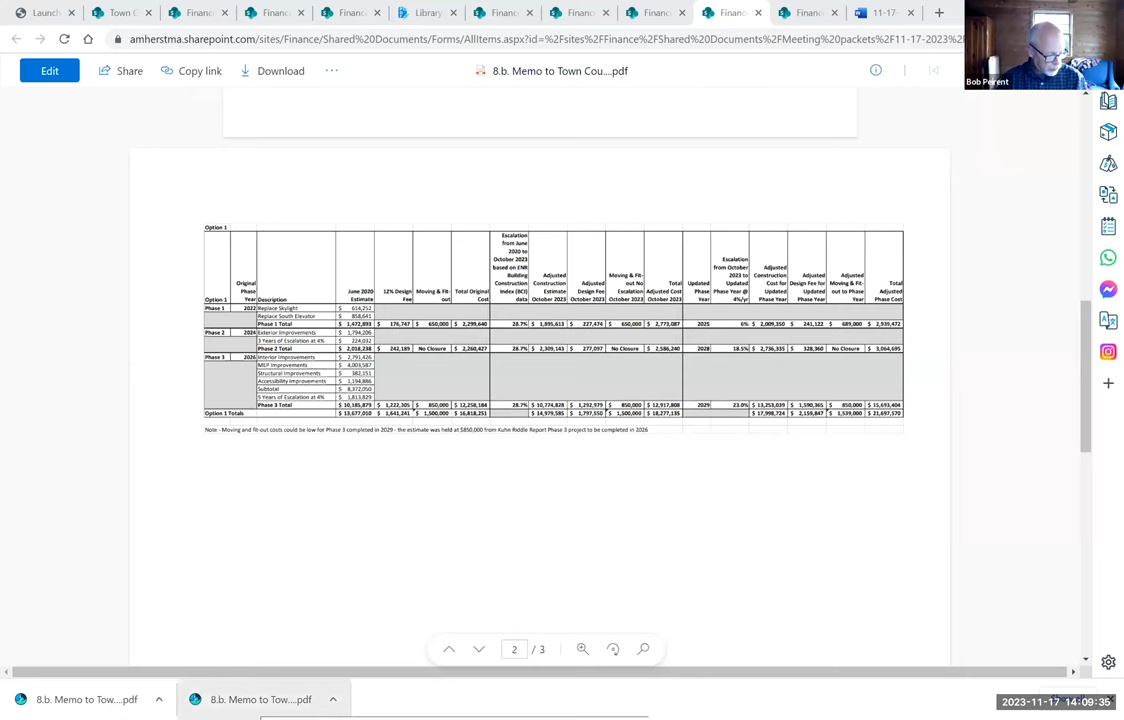 Launch
Town C
Finance
Finance
Finance
Library
Finance
Finance
Finance
Finance
Finance
11-17-
amherstma.sharepoint.com/sites/Finance/Shared%20Documents/Forms/AllItems.aspx?id=%2Fsites%2FFinance%2FShared%20Documents%2FMeeting%20packets%2F11-17-2023%2F
Bob Peirent
Edit
Share
Copy link
Download
8.b. Memo to Town Cou....pdf
Option 1
Option 1 Original Phase Year Description June 2020 Estimate 12% Design Fee Moving & Fit-out Total Original Cost Escalation from June 2020 to October 2023 based on ENR Building Construction Index (BCI) data Adjusted Construction Estimate October 2023 Adjusted Design Fee October 2023 Moving & Fit-out No Escalation October 2023 Total Adjusted Cost October 2023 Updated Phase Year Escalation from October 2023 to Updated Phase Year @ 4%/yr Adjusted Construction Cost for Updated Phase Year Adjusted Design Fee for Updated Phase Year Adjusted Moving & Fit-out to Phase Year Total Adjusted Phase Cost
Phase 1 2022 Replace Skylight $ 614,252
Replace South Elevator $ 858,641
Phase 1 Total $ 1,472,893 $ 176,747 $ 650,000 $ 2,299,640 28.7% $ 1,895,613 $ 227,474 $ 650,000 $ 2,773,087 2025 6% $ 2,009,350 $ 241,122 $ 689,000 $ 2,939,472
Phase 2 2024 Exterior Improvements $ 1,794,206
3 Years of Escalation at 4% $ 224,032
Phase 2 Total $ 2,018,238 $ 242,189 No Closure $ 2,260,427 28.7% $ 2,309,143 $ 277,097 No Closure $ 2,586,240 2028 18.5% $ 2,736,335 $ 328,360 No Closure $ 3,064,695
Phase 3 2026 Interior Improvements $ 2,791,426
MEP Improvements $ 4,003,587
Structural Improvements $ 382,151
Accessibility Improvements $ 1,194,886
Subtotal $ 8,372,050
5 Years of Escalation at 4% $ 1,813,829
Phase 3 Total $ 10,185,879 $ 1,222,305 $ 850,000 $ 12,258,184 28.7% $ 10,774,828 $ 1,292,979 $ 850,000 $ 12,917,808 2029 23.0% $ 13,253,039 $ 1,590,365 $ 850,000 $ 15,693,404
Option 1 Totals $ 13,677,010 $ 1,641,241 $ 1,500,000 $ 16,818,251 $ 14,979,585 $ 1,797,550 $ 1,500,000 $ 18,277,135 $ 17,998,724 $ 2,159,847 $ 1,539,000 $ 21,697,570
Note - Moving and fit-out costs could be low for Phase 3 completed in 2029 - the estimate was held at $850,000 from Kuhn Riddle Report Phase 3 project to be completed in 2026
2 / 3
8.b. Memo to Tow....pdf
8.b. Memo to Tow....pdf
2023-11-17 14:09:35